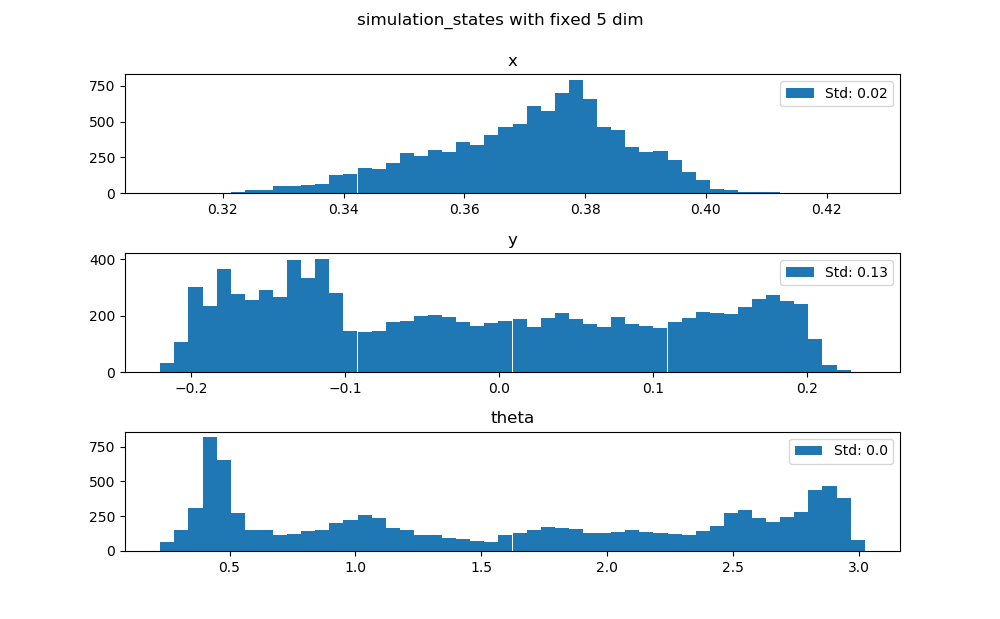 simulation_states with fixed 5 dim
x
750
500
250
0
Std: 0.02
0.32 0.34 0.36 0.38 0.40 0.42
y
400
200
0
Std: 0.13
−0.2 −0.1 0.0 0.1 0.2
theta
750
500
250
0
Std: 0.0
0.5 1.0 1.5 2.0 2.5 3.0